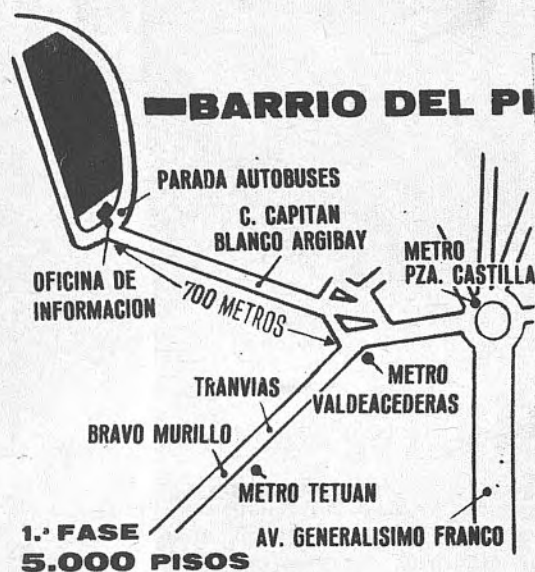 BARRIO DEL PI
PARADA AUTOBUSES
C. CAPITAN
BLANCO ARGIBAY
METRO
PZA. CASTILLA
OFICINA DE
INFORMACION
700 METROS
TRANVIAS
METRO
VALDEACEDERAS
BRAVO MURILLO
METRO TETUAN
1.ª FASE
5.000 PISOS
AV. GENERALISIMO FRANCO